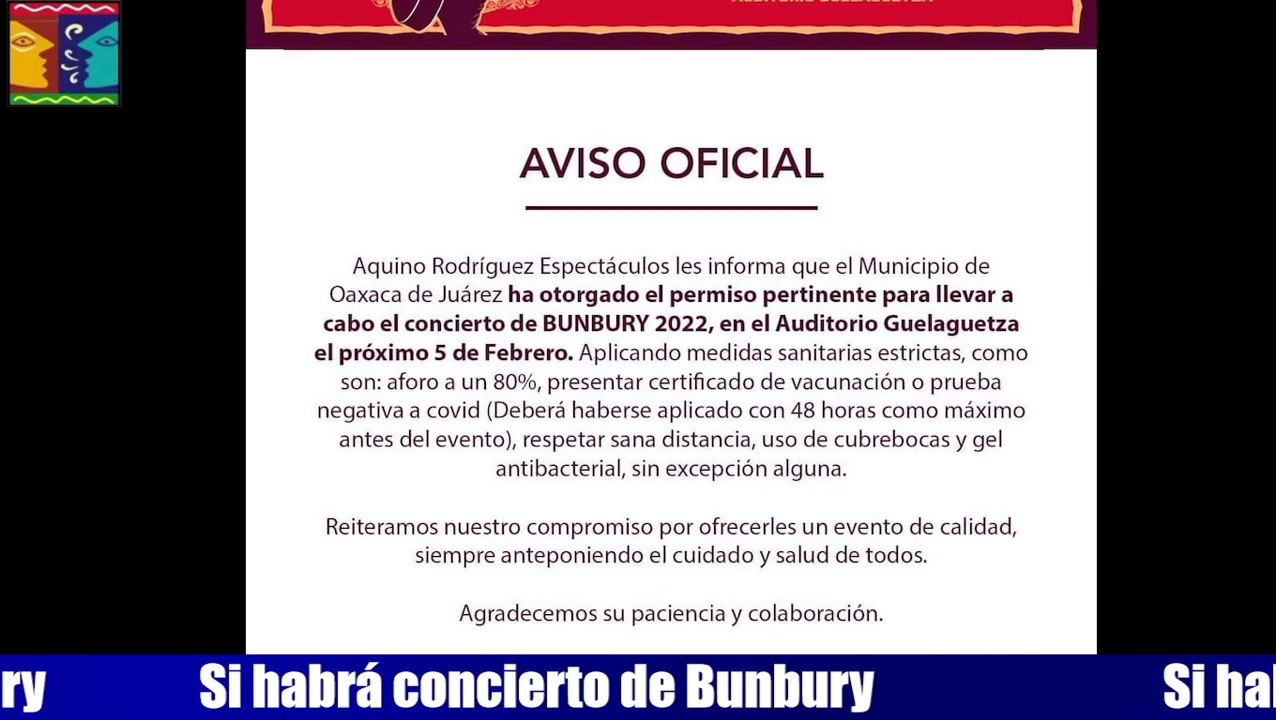 AVISO OFICIAL
Aquino Rodríguez Espectáculos les informa que el Municipio de
Oaxaca de Juárez ha otorgado el permiso pertinente para llevar a
cabo el concierto de BUNBURY 2022, en el Auditorio Guelaguetza
el próximo 5 de Febrero. Aplicando medidas sanitarias estrictas, como
son: aforo a un 80%, presentar certificado de vacunación o prueba
negativa a covid (Deberá haberse aplicado con 48 horas como máximo
antes del evento), respetar sana distancia, uso de cubrebocas y gel
antibacterial, sin excepción alguna.
Reiteramos nuestro compromiso por ofrecerles un evento de calidad,
siempre anteponiendo el cuidado y salud de todos.
Agradecemos su paciencia y colaboración.
ry Si habrá concierto de Bunbury Si hab